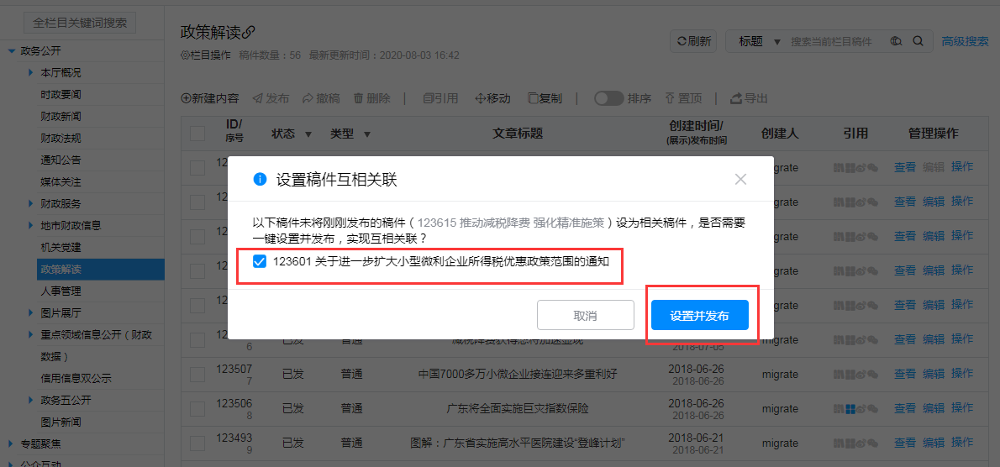 全栏目关键词搜索
政务公开
本厅概况
时政要闻
财政新闻
财政法规
通知公告
媒体关注
财政服务
地市财政信息
机关党建
政策解读
人事管理
图片展厅
重点领域信息公开（财政
数据）
信用信息双公示
政务五公开
图片新闻
专题聚焦
公众互动
政策解读
栏目操作 稿件数量：56 最近更新时间：2020-08-03 16:42
刷新 标题 搜索当前栏目稿件 高级搜索
新建内容 发布 撤稿 删除 | 引用 移动 复制 | 排序 置顶 | 导出
ID/
序号 状态 类型 文章标题 创建时间/
(展示)发布时间 创建人 引用 管理操作
查看 编辑 操作
查看 编辑 操作
查看 编辑 操作
查看 编辑 操作
查看 编辑 操作
设置稿件互相关联
以下稿件未将刚刚发布的稿件（123615 推动减税降费 强化精准施策）设为相关稿件，是否需要
一键设置并发布，实现互相关联？
123601 关于进一步扩大小型微利企业所得税优惠政策范围的通知
取消 设置并发布
6 已发 普通 2018-07-05 migrate 查看 编辑 操作
123507
7 已发 普通 中国7000多万小微企业接连迎来多重利好 2018-06-26
2018-06-26 migrate 查看 编辑 操作
123506
8 已发 普通 广东将全面实施巨灾指数保险 2018-06-26
2018-06-26 migrate 查看 编辑 操作
123493
9 已发 普通 图解：广东省实施高水平医院建设“登峰计划” 2018-06-21
2018-06-21 migrate 查看 编辑 操作